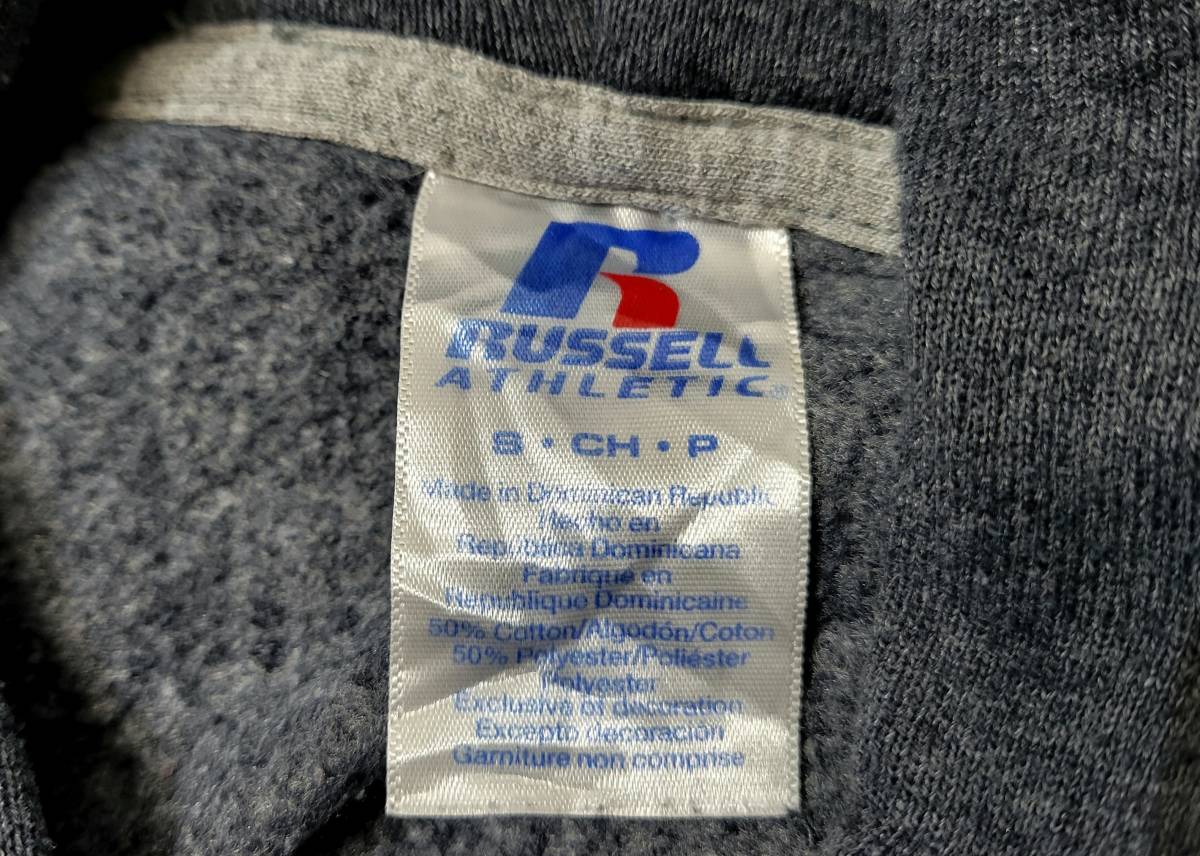 R
RUSSELL
ATHLETIC®
S • CH • P
Made in Dominican Republic
Hecho en
República Dominicana
Fabriqué en
République Dominicaine
50% Cotton/Algodón/Coton
50% Polyester/Poliéster
Polyester
Exclusive of decoration
Excepto decoración
Garniture non comprise